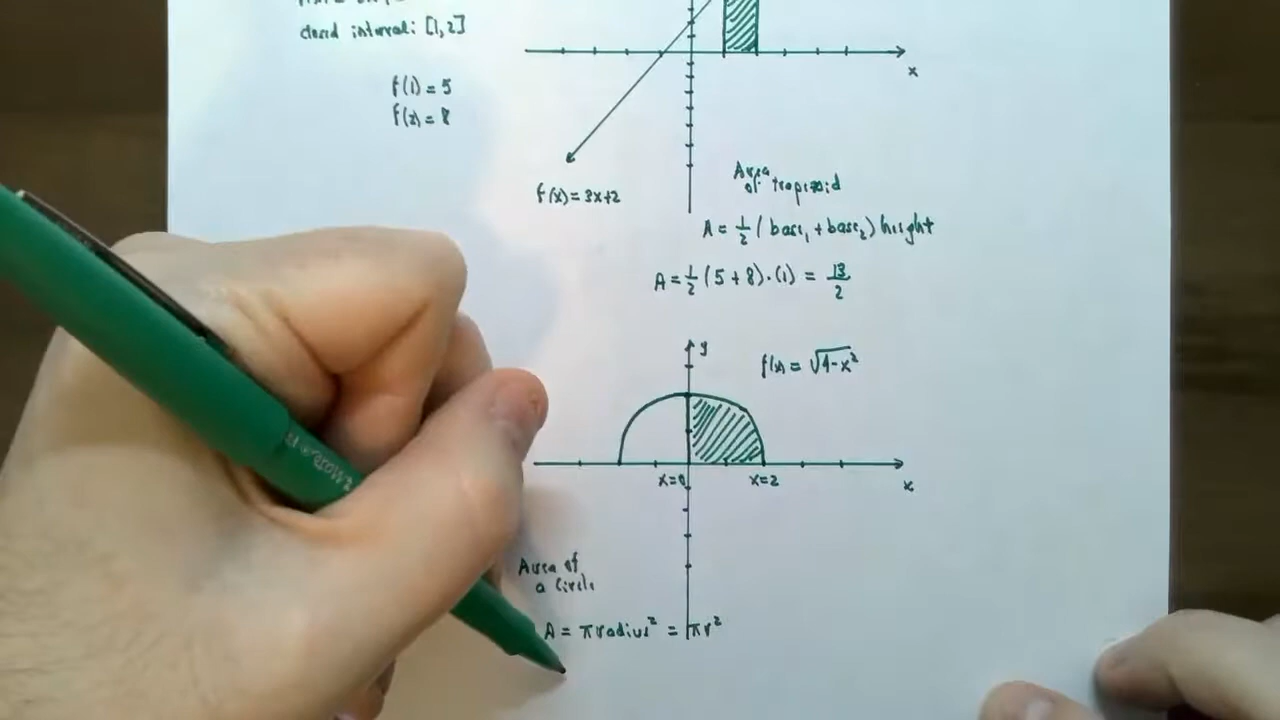 closed interval: [1,2]
f(1) = 5
f(2) = 8
x
f(x) = 3x+2
Area
of trapezoid
A = 1/2 (base₁ + base₂) height
A = 1/2 (5 + 8)·(1) = 13/2
y
f(x) = √(4-x²)
x=0
x=2
x
Area of
a circle
A = π radius² = πr²